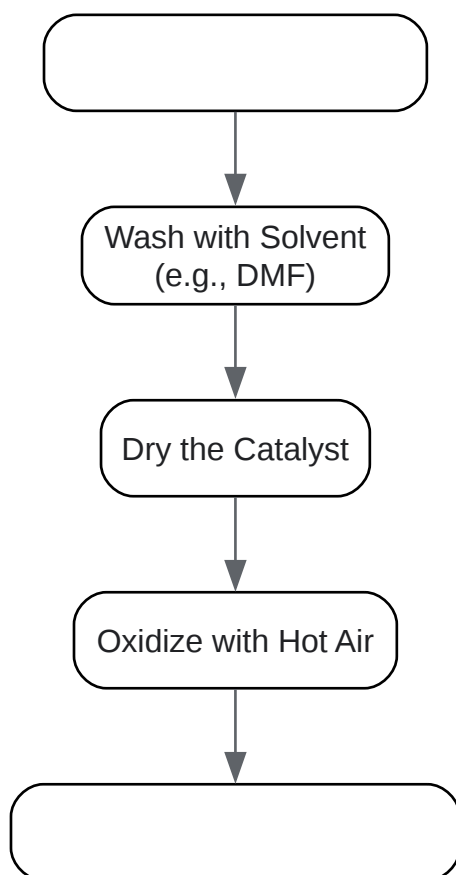 Wash with Solvent
(e.g., DMF)
Dry the Catalyst
Oxidize with Hot Air